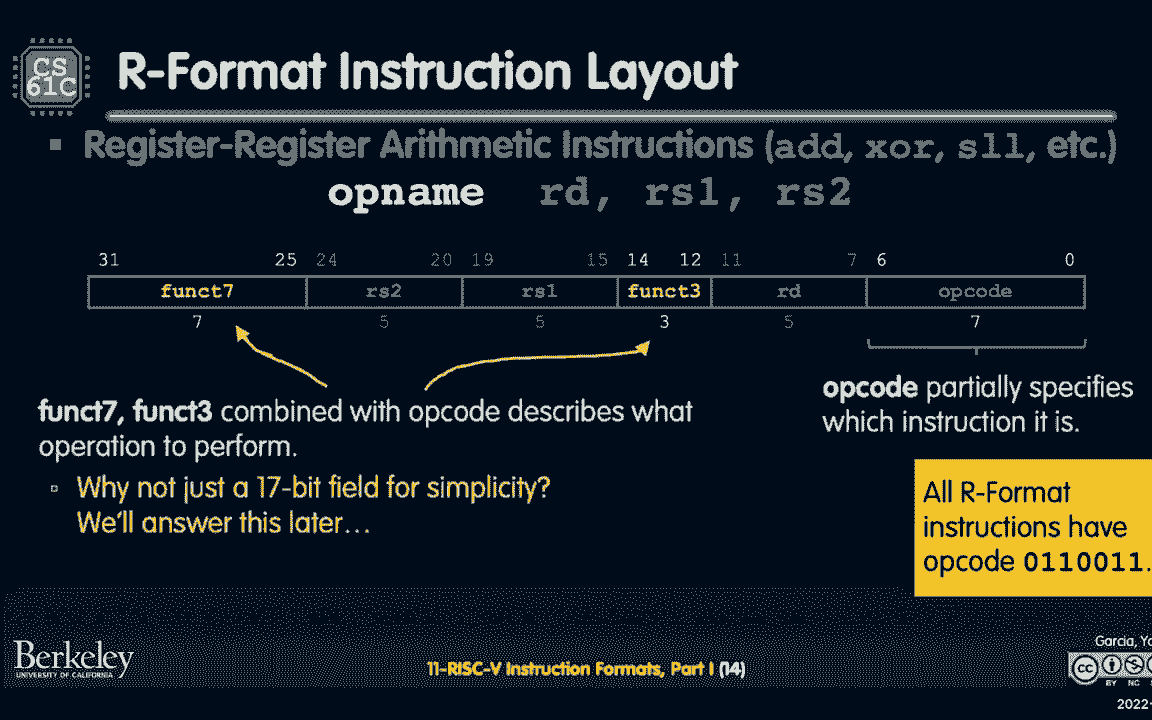 CS
61C
R-Format Instruction Layout
▪ Register-Register Arithmetic Instructions (add, xor, sll, etc.)
opname rd, rs1, rs2
31 25 24 20 19 15 14 12 11 7 6 0
funct7 rs2 rs1 funct3 rd opcode
7 5 5 3 5 7
opcode partially specifies
which instruction it is.
funct7, funct3 combined with opcode describes what
operation to perform.
▫ Why not just a 17-bit field for simplicity?
We'll answer this later…
All R-Format
instructions have
opcode 0110011.
Berkeley
UNIVERSITY OF CALIFORNIA
11-RISC-V Instruction Formats, Part I (14)
Garcia,
cc
BY NC
2022-